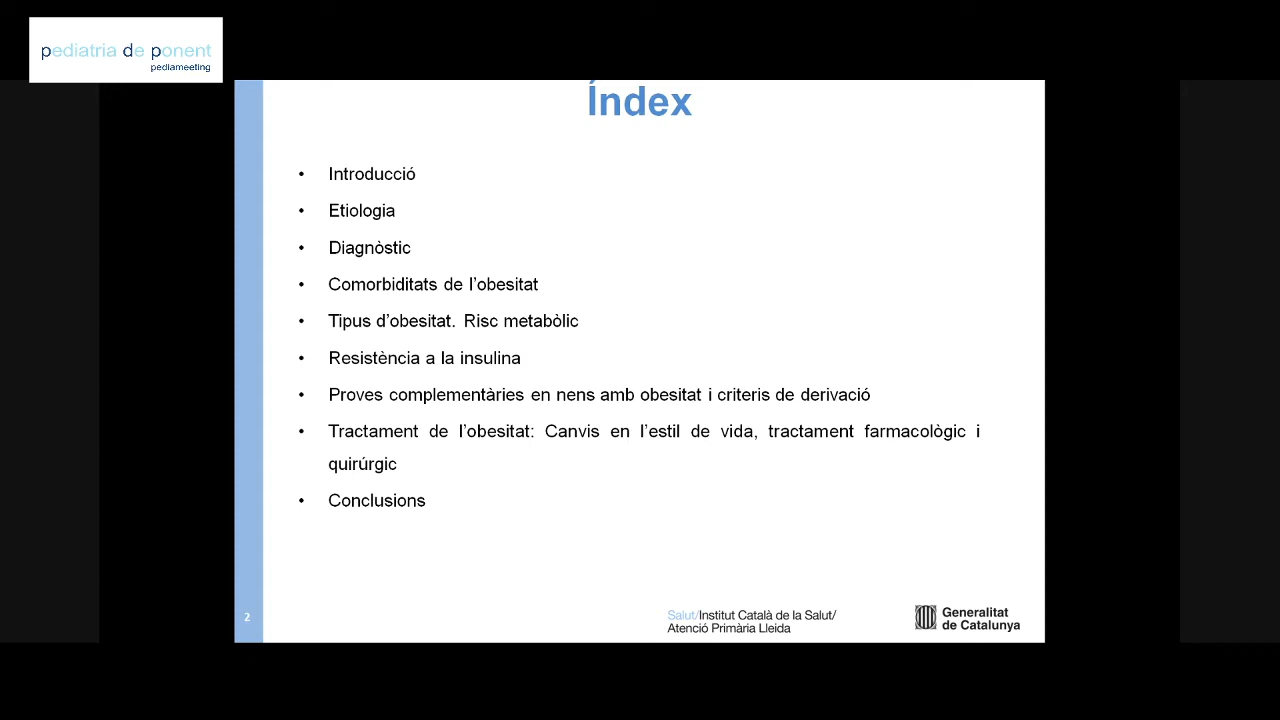 pediatria de ponent
pediameeting
Índex
• Introducció
• Etiologia
• Diagnòstic
• Comorbiditats de l’obesitat
• Tipus d’obesitat. Risc metabòlic
• Resistència a la insulina
• Proves complementàries en nens amb obesitat i criteris de derivació
• Tractament de l’obesitat: Canvis en l’estil de vida, tractament farmacològic i
quirúrgic
• Conclusions
2
Salut/Institut Català de la Salut/
Atenció Primària Lleida
Generalitat
de Catalunya